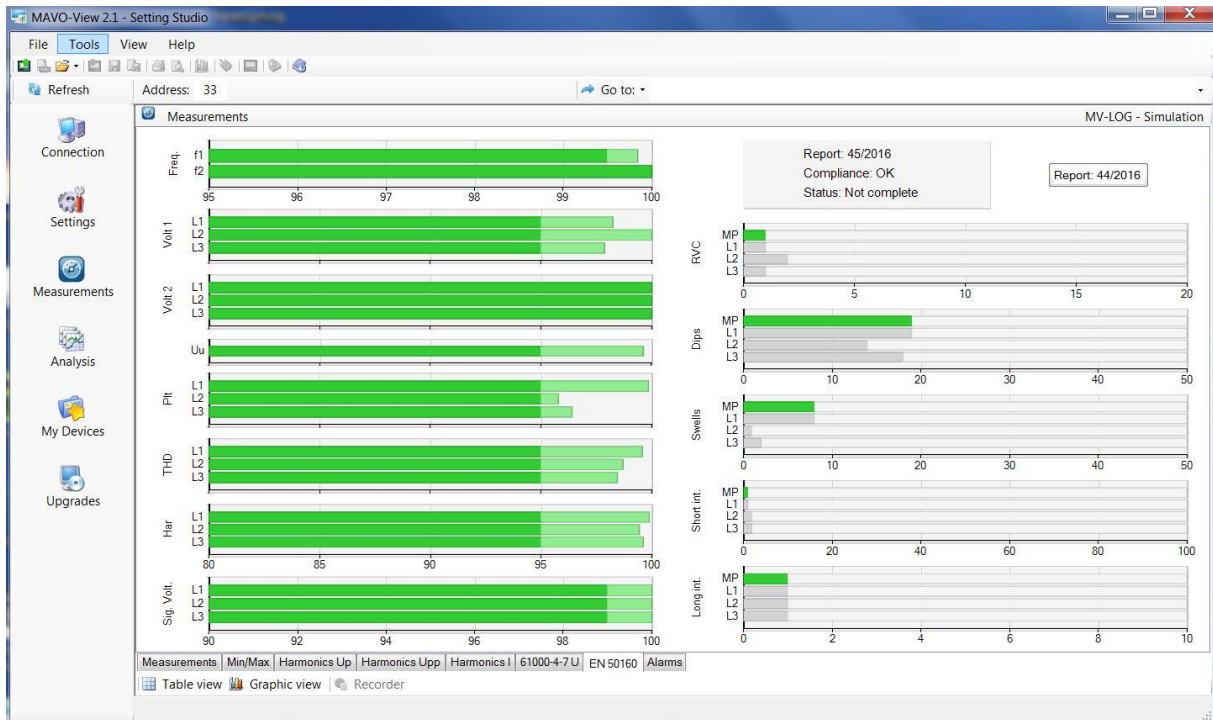 MAVO-View 2.1 - Setting Studio
File Tools View Help
Refresh Address: 33 Go to:
Connection
Settings
Measurements
Analysis
My Devices
Upgrades
Measurements MV-LOG - Simulation
Freq.
f1
f2
95 96 97 98 99 100
Volt 1
L1
L2
L3
Volt 2
L1
L2
L3
Uu
Plt
L1
L2
L3
THD
L1
L2
L3
Har
L1
L2
L3
80 85 90 95 100
Sig. Volt.
L1
L2
L3
90 92 94 96 98 100
Report: 45/2016
Compliance: OK
Status: Not complete
Report: 44/2016
RVC
MP
L1
L2
L3
0 5 10 15 20
Dips
MP
L1
L2
L3
0 10 20 30 40 50
Swells
MP
L1
L2
L3
0 10 20 30 40 50
Short int.
MP
L1
L2
L3
0 20 40 60 80 100
Long int.
MP
L1
L2
L3
0 2 4 6 8 10
Measurements Min/Max Harmonics Up Harmonics Upp Harmonics I 61000-4-7 U EN 50160 Alarms
Table view Graphic view Recorder